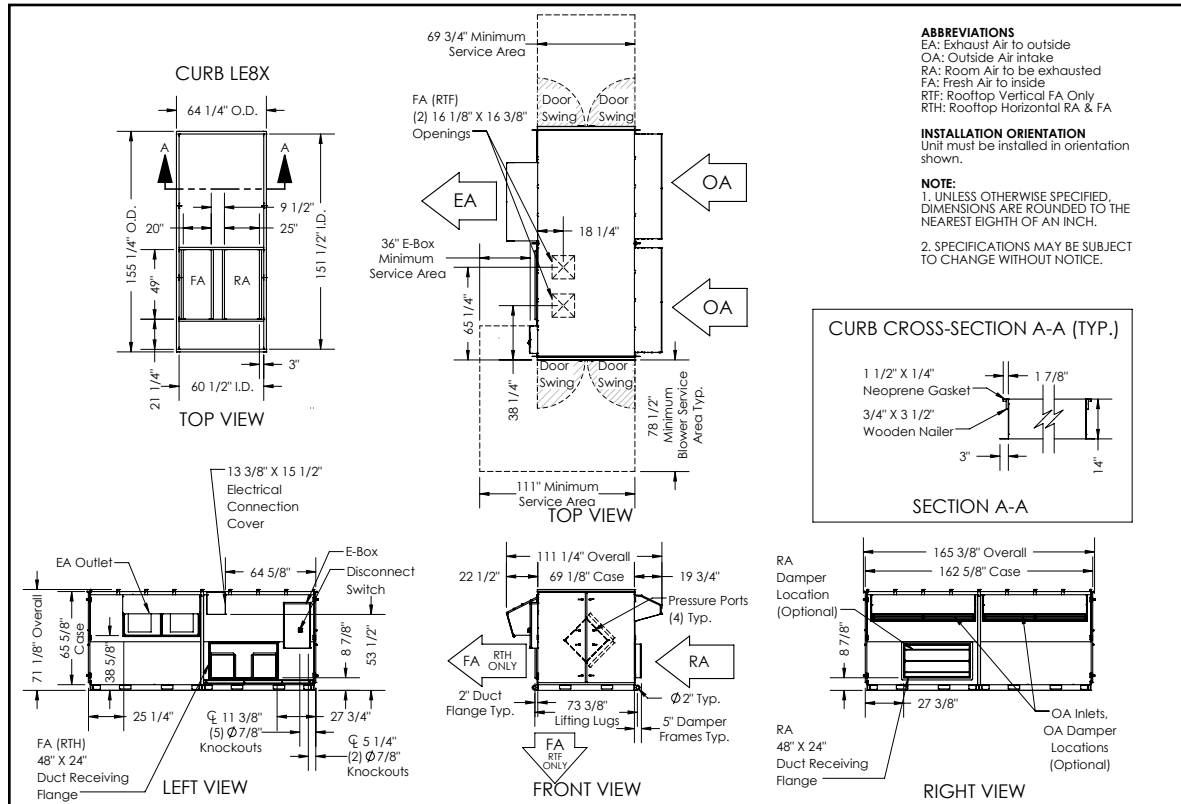 CURB LE8X
64 1/4" O.D.
A
A
9 1/2"
20"
25"
155 1/4" O.D.
151 1/2" I.D.
49"
FA
RA
21 1/4"
3"
60 1/2" I.D.
TOP VIEW
69 3/4" Minimum
Service Area
FA (RTF)
(2) 16 1/8" X 16 3/8"
Openings
Door
Swing
Door
Swing
EA
OA
18 1/4"
36" E-Box
Minimum
Service Area
65 1/4"
38 1/4"
OA
Door
Swing
Door
Swing
78 1/2"
Minimum
Blower Service
Area Typ.
111" Minimum
Service Area
TOP VIEW
ABBREVIATIONS
EA: Exhaust Air to outside
OA: Outside Air intake
RA: Room Air to be exhausted
FA: Fresh Air to inside
RTF: Rooftop Vertical FA Only
RTH: Rooftop Horizontal RA & FA
INSTALLATION ORIENTATION
Unit must be installed in orientation
shown.
NOTE:
1. UNLESS OTHERWISE SPECIFIED,
DIMENSIONS ARE ROUNDED TO THE
NEAREST EIGHTH OF AN INCH.
2. SPECIFICATIONS MAY BE SUBJECT
TO CHANGE WITHOUT NOTICE.
CURB CROSS-SECTION A-A (TYP.)
1 1/2" X 1/4"
Neoprene Gasket
1 7/8"
3/4" X 3 1/2"
Wooden Nailer
3"
14"
SECTION A-A
13 3/8" X 15 1/2"
Electrical
Connection
Cover
EA Outlet
64 5/8"
E-Box
Disconnect
Switch
71 1/8" Overall
65 5/8"
Case
38 5/8"
8 7/8"
53 1/2"
25 1/4"
℄ 11 3/8"
(5) Ø7/8"
Knockouts
27 3/4"
℄ 5 1/4"
(2) Ø7/8"
Knockouts
FA (RTH)
48" X 24"
Duct Receiving
Flange
LEFT VIEW
111 1/4" Overall
22 1/2"
69 1/8" Case
19 3/4"
Pressure Ports
(4) Typ.
FA
RTH
ONLY
RA
2" Duct
Flange Typ.
73 3/8"
Lifting Lugs
Ø2" Typ.
5" Damper
Frames Typ.
FA
RTF
ONLY
FRONT VIEW
165 3/8" Overall
162 5/8" Case
RA
Damper
Location
(Optional)
8 7/8"
27 3/8"
OA Inlets,
OA Damper
Locations
(Optional)
RA
48" X 24"
Duct Receiving
Flange
RIGHT VIEW